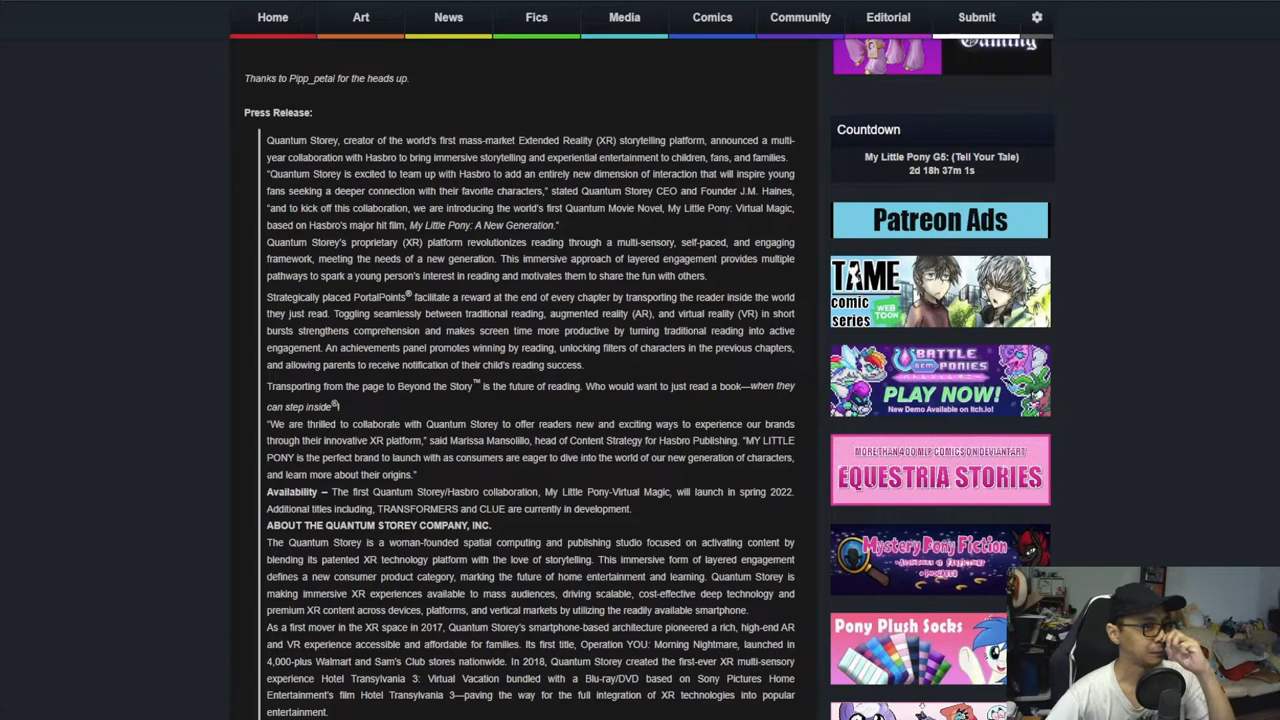 Home Art News Fics Media Comics Community Editorial Submit
Gaming
Thanks to Pipp_petal for the heads up.
Press Release:
Quantum Storey, creator of the world's first mass-market Extended Reality (XR) storytelling platform, announced a multi-
year collaboration with Hasbro to bring immersive storytelling and experiential entertainment to children, fans, and families.
"Quantum Storey is excited to team up with Hasbro to add an entirely new dimension of interaction that will inspire young
fans seeking a deeper connection with their favorite characters," stated Quantum Storey CEO and Founder J.M. Haines,
"and to kick off this collaboration, we are introducing the world's first Quantum Movie Novel, My Little Pony: Virtual Magic,
based on Hasbro's major hit film, My Little Pony: A New Generation."
Quantum Storey's proprietary (XR) platform revolutionizes reading through a multi-sensory, self-paced, and engaging
framework, meeting the needs of a new generation. This immersive approach of layered engagement provides multiple
pathways to spark a young person's interest in reading and motivates them to share the fun with others.
Strategically placed PortalPoints® facilitate a reward at the end of every chapter by transporting the reader inside the world
they just read. Toggling seamlessly between traditional reading, augmented reality (AR), and virtual reality (VR) in short
bursts strengthens comprehension and makes screen time more productive by turning traditional reading into active
engagement. An achievements panel promotes winning by reading, unlocking filters of characters in the previous chapters,
and allowing parents to receive notification of their child's reading success.
Transporting from the page to Beyond the Story™ is the future of reading. Who would want to just read a book—when they
can step inside®!
"We are thrilled to collaborate with Quantum Storey to offer readers new and exciting ways to experience our brands
through their innovative XR platform," said Marissa Mansolillo, head of Content Strategy for Hasbro Publishing. "MY LITTLE
PONY is the perfect brand to launch with as consumers are eager to dive into the world of our new generation of characters,
and learn more about their origins."
Availability – The first Quantum Storey/Hasbro collaboration, My Little Pony-Virtual Magic, will launch in spring 2022.
Additional titles including, TRANSFORMERS and CLUE are currently in development.
ABOUT THE QUANTUM STOREY COMPANY, INC.
The Quantum Storey is a woman-founded spatial computing and publishing studio focused on activating content by
blending its patented XR technology platform with the love of storytelling. This immersive form of layered engagement
defines a new consumer product category, marking the future of home entertainment and learning. Quantum Storey is
making immersive XR experiences available to mass audiences, driving scalable, cost-effective deep technology and
premium XR content across devices, platforms, and vertical markets by utilizing the readily available smartphone.
As a first mover in the XR space in 2017, Quantum Storey's smartphone-based architecture pioneered a rich, high-end AR
and VR experience accessible and affordable for families. Its first title, Operation YOU: Morning Nightmare, launched in
4,000-plus Walmart and Sam's Club stores nationwide. In 2018, Quantum Storey created the first-ever XR multi-sensory
experience Hotel Transylvania 3: Virtual Vacation bundled with a Blu-ray/DVD based on Sony Pictures Home
Entertainment's film Hotel Transylvania 3—paving the way for the full integration of XR technologies into popular
entertainment.
Countdown
My Little Pony G5: (Tell Your Tale)
2d 18h 37m 1s
Patreon Ads
TAME
comic
series
WEB
TOON
BATTLE
GEM PONIES
PLAY NOW!
New Demo Available on Itch.io!
MORE THAN 400 MLP COMICS ON DEVIANTART!
EQUESTRIA STORIES
Mystery Pony Fiction
Pony Plush Socks